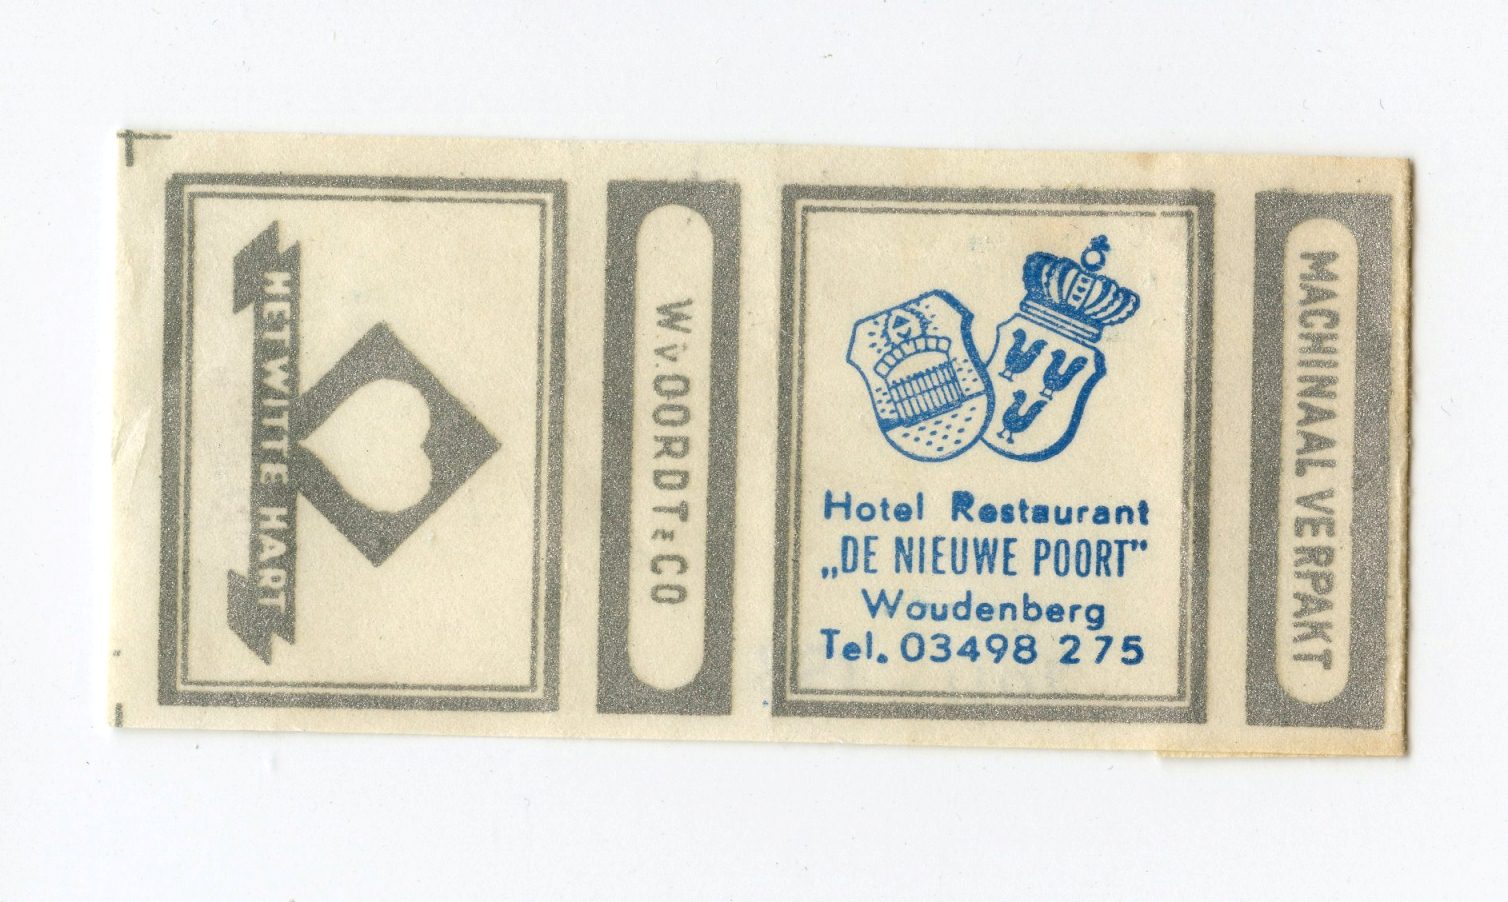 HET WITTE HART
W. v. OORDT & CO
Hotel Restaurant
„DE NIEUWE POORT”
Woudenberg
Tel. 03498 275
MACHINAAL VERPAKT